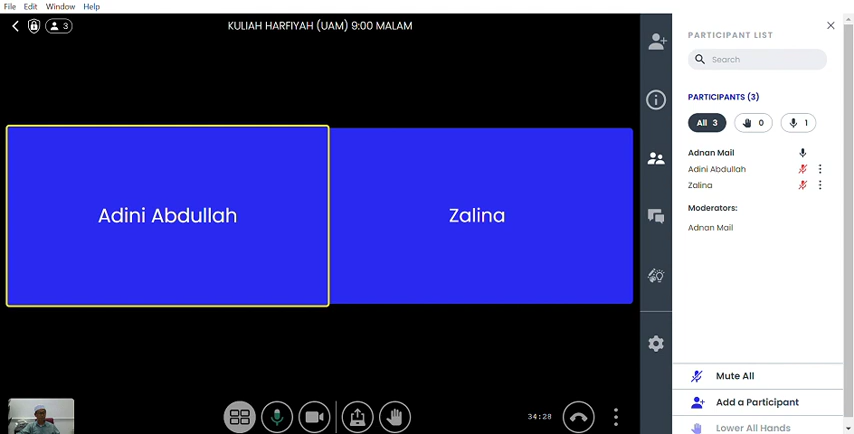 File Edit Window Help
3
KULIAH HARFIYAH (UAM) 9:00 MALAM
Adini Abdullah
Zalina
34:28
PARTICIPANT LIST
Search
PARTICIPANTS (3)
All 3 0 1
Adnan Mail
Adini Abdullah
Zalina
Moderators:
Adnan Mail
Mute All
Add a Participant
Lower All Hands